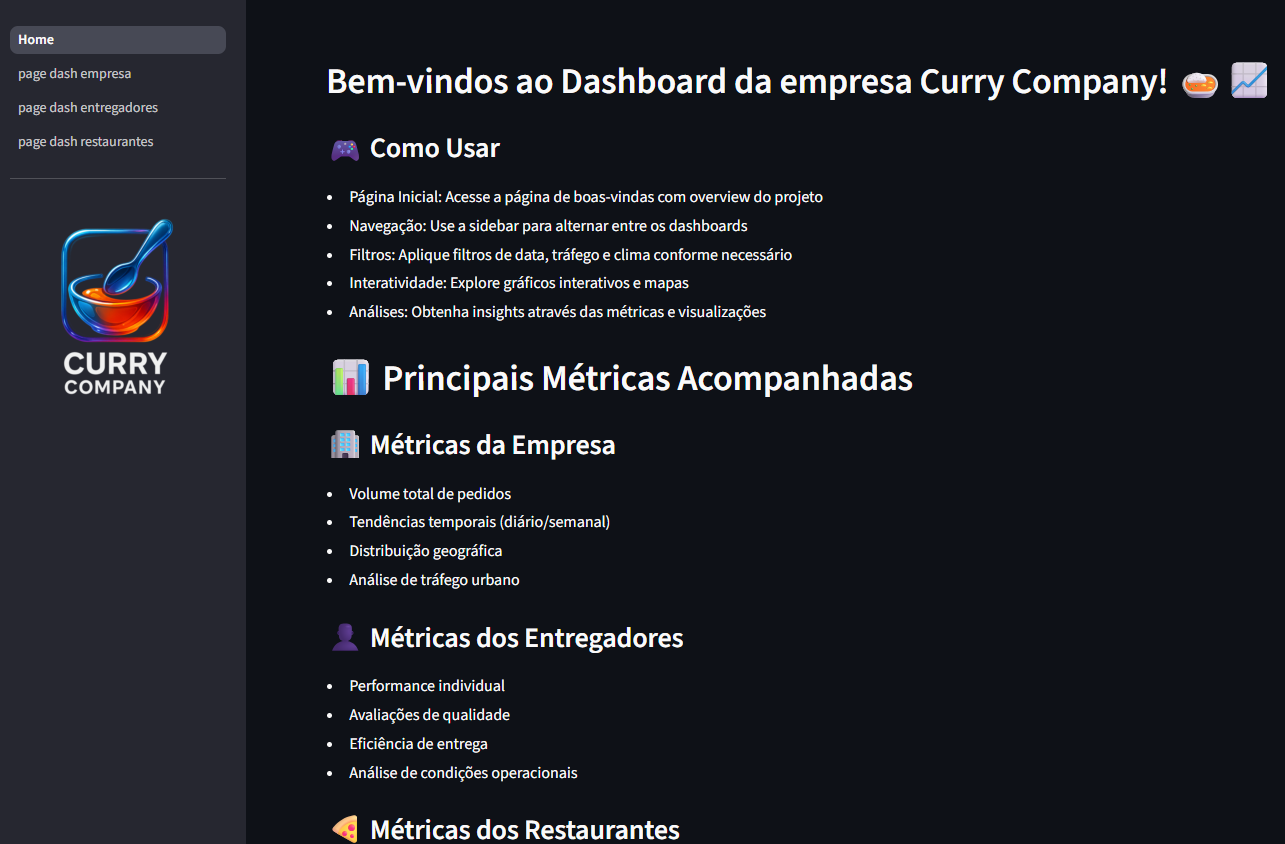 Home
page dash empresa
page dash entregadores
page dash restaurantes
CURRY
COMPANY
Bem-vindos ao Dashboard da empresa Curry Company! 🍛 📈
🎮 Como Usar
• Página Inicial: Acesse a página de boas-vindas com overview do projeto
• Navegação: Use a sidebar para alternar entre os dashboards
• Filtros: Aplique filtros de data, tráfego e clima conforme necessário
• Interatividade: Explore gráficos interativos e mapas
• Análises: Obtenha insights através das métricas e visualizações
📊 Principais Métricas Acompanhadas
🏢 Métricas da Empresa
• Volume total de pedidos
• Tendências temporais (diário/semanal)
• Distribuição geográfica
• Análise de tráfego urbano
👤 Métricas dos Entregadores
• Performance individual
• Avaliações de qualidade
• Eficiência de entrega
• Análise de condições operacionais
🍕 Métricas dos Restaurantes